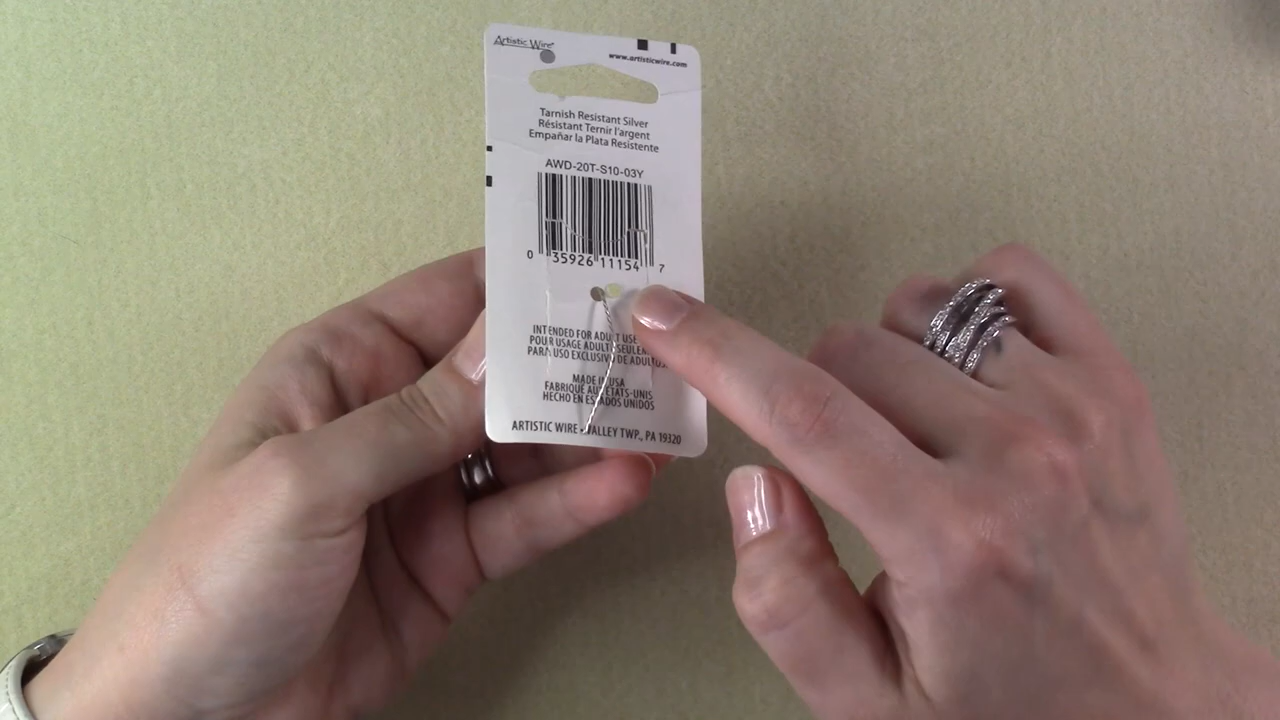 Artistic Wire®
www.artisticwire.com
Tarnish Resistant Silver
Résistant Ternir l'argent
Empañar la Plata Resistente
AWD-20T-S10-03Y
0 35926 11154 7
INTENDED FOR ADULT USE
POUR USAGE ADULTE SEULEM
PARA USO EXCLUSIVO DE ADULTOS
MADE IN USA
FABRIQUE AUX ETATS-UNIS
HECHO EN ESTADOS UNIDOS
ARTISTIC WIRE • VALLEY TWP., PA 19320